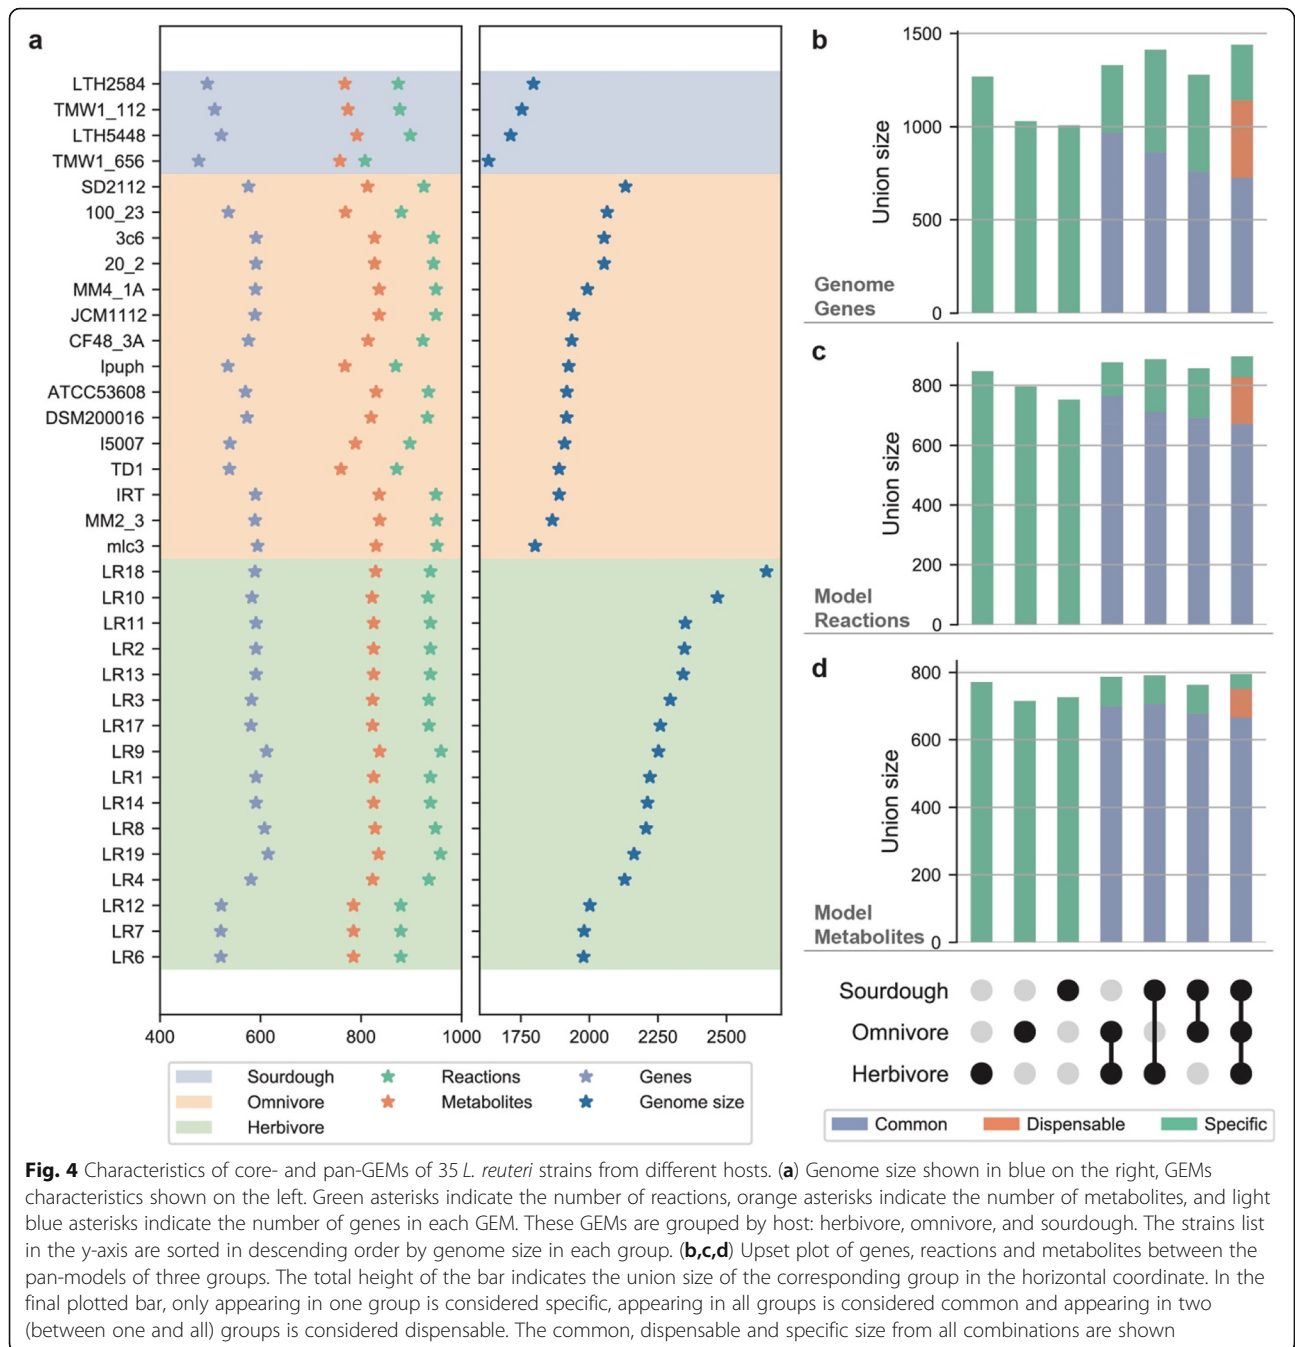 a
LTH2584
TMW1_112
LTH5448
TMW1_656
SD2112
100_23
3c6
20_2
MM4_1A
JCM1112
CF48_3A
lpuph
ATCC53608
DSM200016
I5007
TD1
IRT
MM2_3
mlc3
LR18
LR10
LR11
LR2
LR13
LR3
LR17
LR9
LR1
LR14
LR8
LR19
LR4
LR12
LR7
LR6
400 600 800 1000
1750 2000 2250 2500
Sourdough Reactions Genes
Omnivore Metabolites Genome size
Herbivore
b
1500
1000
500
0
Union size
Genome
Genes
c
800
600
400
200
0
Union size
Model
Reactions
d
800
600
400
200
0
Union size
Model
Metabolites
Sourdough
Omnivore
Herbivore
Common Dispensable Specific
Fig. 4 Characteristics of core- and pan-GEMs of 35 L. reuteri strains from different hosts. (a) Genome size shown in blue on the right, GEMs
characteristics shown on the left. Green asterisks indicate the number of reactions, orange asterisks indicate the number of metabolites, and light
blue asterisks indicate the number of genes in each GEM. These GEMs are grouped by host: herbivore, omnivore, and sourdough. The strains list
in the y-axis are sorted in descending order by genome size in each group. (b,c,d) Upset plot of genes, reactions and metabolites between the
pan-models of three groups. The total height of the bar indicates the union size of the corresponding group in the horizontal coordinate. In the
final plotted bar, only appearing in one group is considered specific, appearing in all groups is considered common and appearing in two
(between one and all) groups is considered dispensable. The common, dispensable and specific size from all combinations are shown